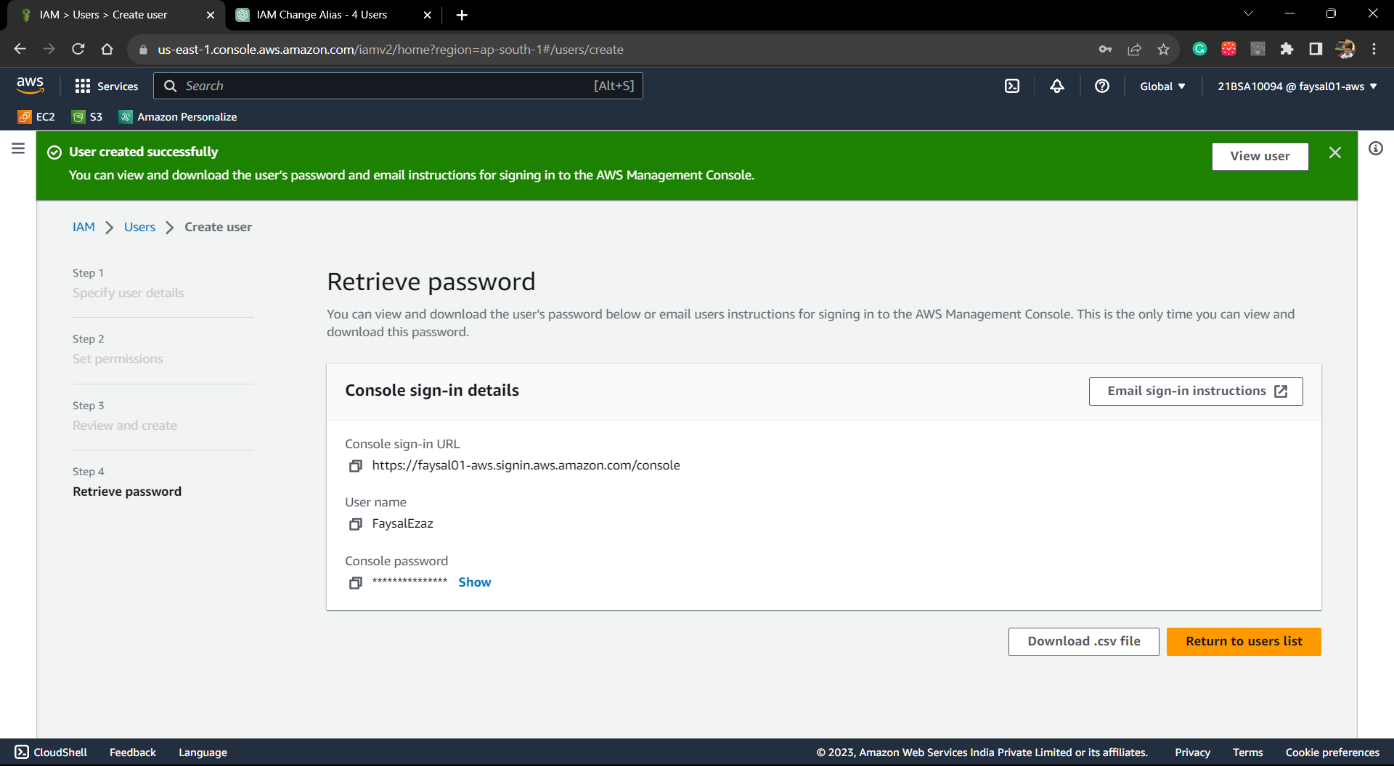 IAM > Users > Create user
IAM Change Alias - 4 Users
us-east-1.console.aws.amazon.com/iamv2/home?region=ap-south-1#/users/create
aws
Services
Search
[Alt+S]
Global
21BSA10094 @ faysal01-aws
EC2
S3
Amazon Personalize
User created successfully
You can view and download the user's password and email instructions for signing in to the AWS Management Console.
View user
IAM
Users
Create user
Step 1
Specify user details
Step 2
Set permissions
Step 3
Review and create
Step 4
Retrieve password
Retrieve password
You can view and download the user's password below or email users instructions for signing in to the AWS Management Console. This is the only time you can view and
download this password.
Console sign-in details
Email sign-in instructions
Console sign-in URL
https://faysal01-aws.signin.aws.amazon.com/console
User name
FaysalEzaz
Console password
*************** Show
Download .csv file
Return to users list
CloudShell
Feedback
Language
© 2023, Amazon Web Services India Private Limited or its affiliates.
Privacy
Terms
Cookie preferences